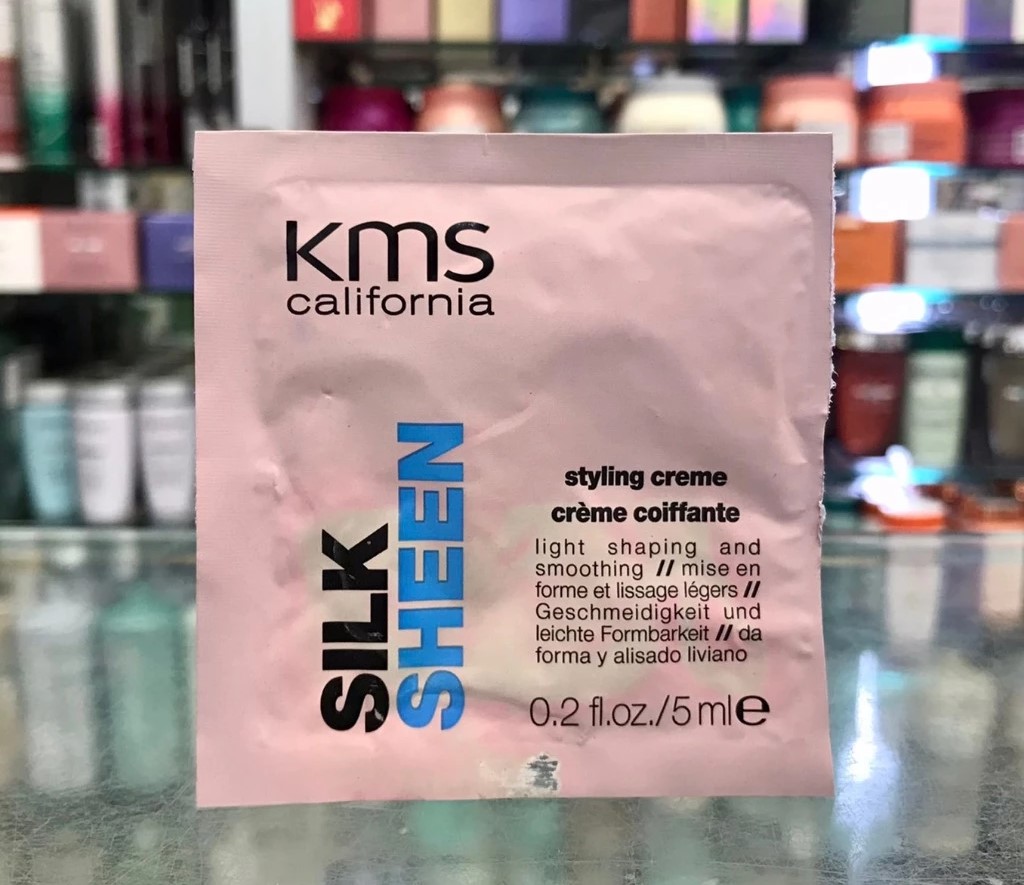 kms
california
SILK
SHEEN
styling creme
crème coiffante
light shaping and
smoothing // mise en
forme et lissage légers //
Geschmeidigkeit und
leichte Formbarkeit // da
forma y alisado liviano
0.2 fl.oz./5 ml℮